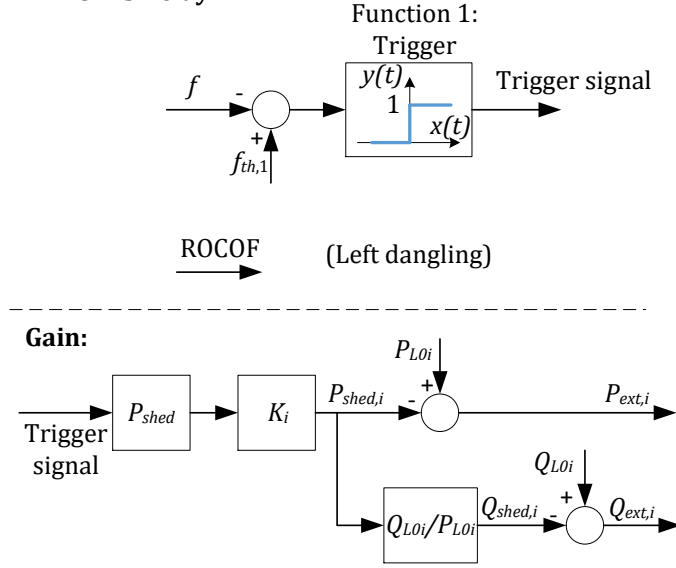 Function 1:
Trigger
f
-
+
f_th,1
y(t)
1
x(t)
Trigger signal
ROCOF
(Left dangling)
Gain:
Trigger
signal
P_shed
K_i
P_shed,i
P_L0i
+
-
P_ext,i
Q_L0i/P_L0i
Q_shed,i
Q_L0i
+
-
Q_ext,i